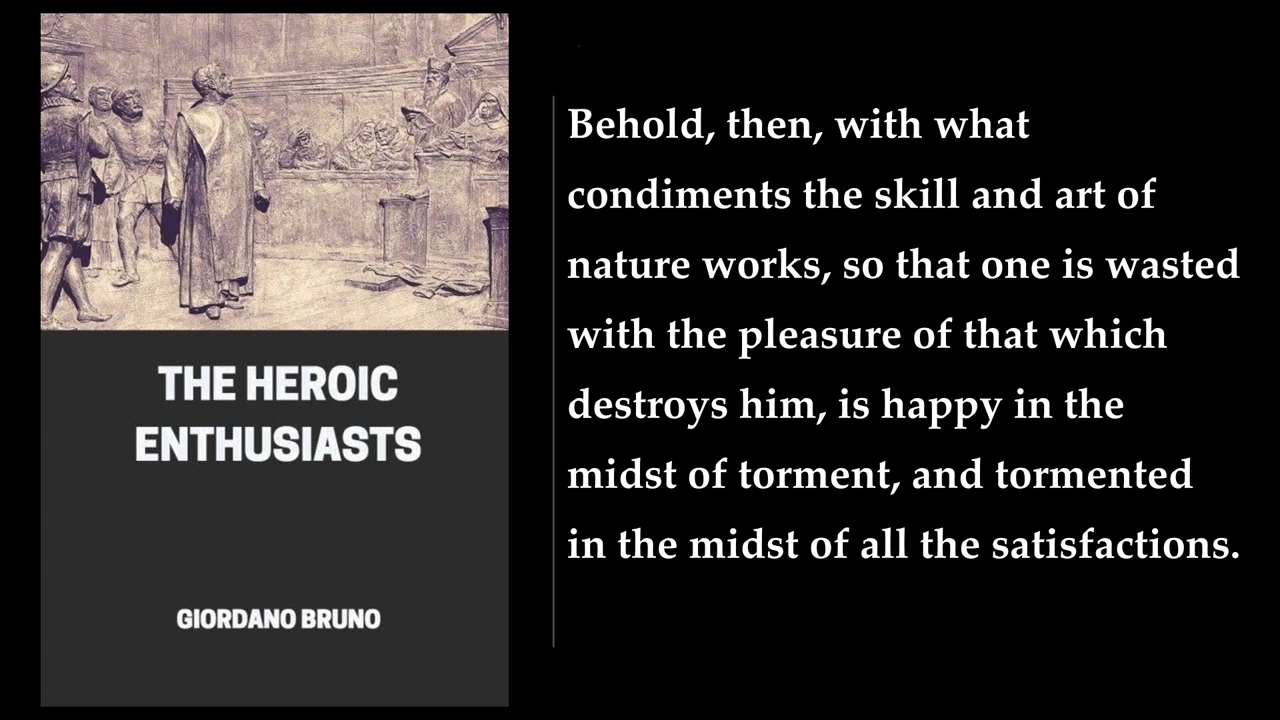 THE HEROIC
ENTHUSIASTS
GIORDANO BRUNO
Behold, then, with what
condiments the skill and art of
nature works, so that one is wasted
with the pleasure of that which
destroys him, is happy in the
midst of torment, and tormented
in the midst of all the satisfactions.